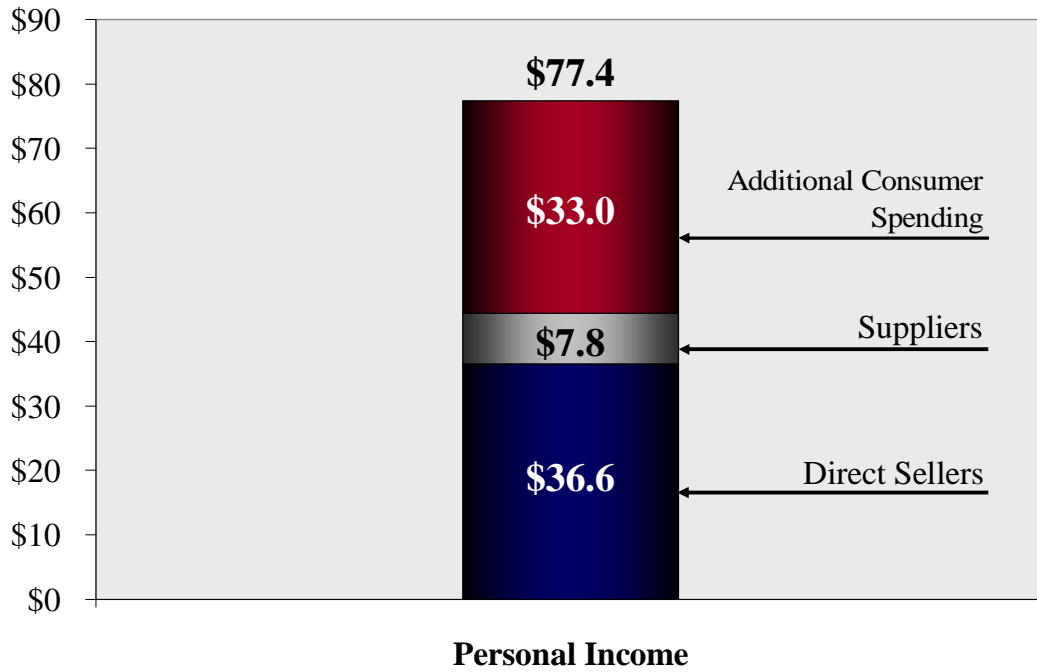 $90
$80
$70
$60
$50
$40
$30
$20
$10
$0
$77.4
$33.0
$7.8
$36.6
Additional Consumer
Spending
Suppliers
Direct Sellers
Personal Income